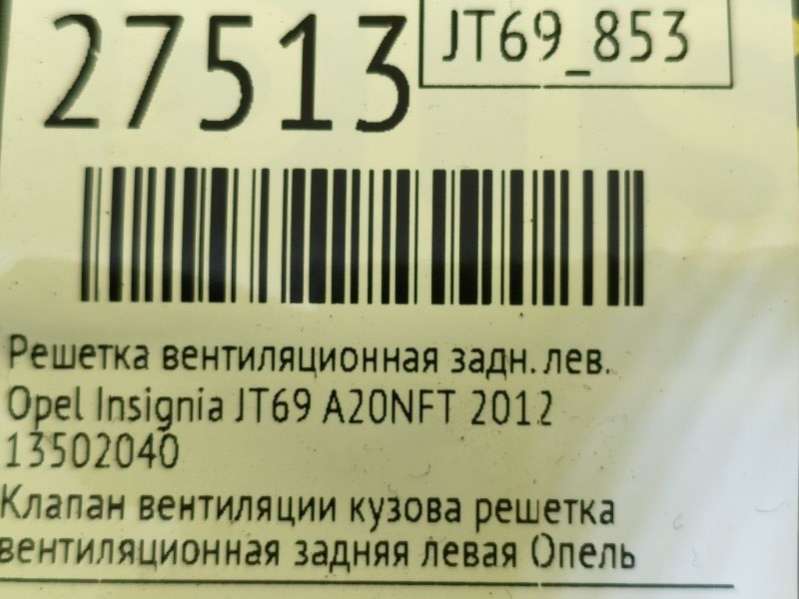 27513
JT69_853
Решетка вентиляционная задн. лев.
Opel Insignia JT69 A20NFT 2012
13502040
Клапан вентиляции кузова решетка
вентиляционная задняя левая Опель